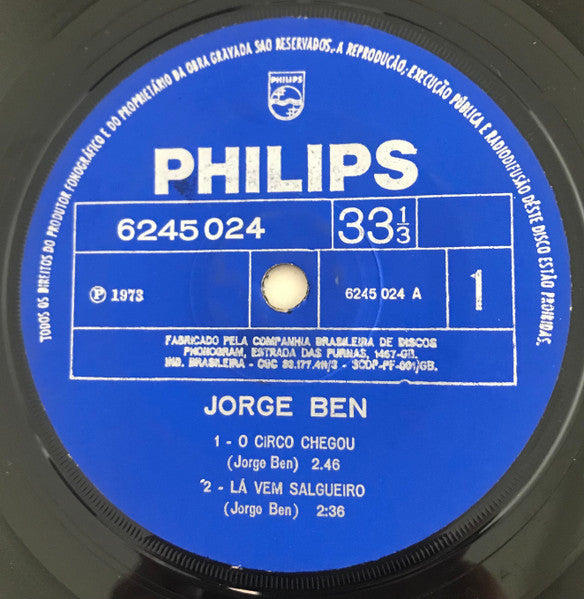 TODOS OS DIREITOS DO PRODUTOR FONOGRÁFICO E DO PROPRIETÁRIO DA OBRA GRAVADA SÃO RESERVADOS. A REPRODUÇÃO, EXECUÇÃO PÚBLICA E RADIODIFUSÃO DÊSTE DISCO ESTÃO PROIBIDAS.
PHILIPS
PHILIPS
6245 024
33 1/3
℗ 1973
6245 024 A
1
FABRICADO PELA COMPANHIA BRASILEIRA DE DISCOS
PHONOGRAM, ESTRADA DAS FURNAS, 1467-GB.
IND. BRASILEIRA - CGC
JORGE BEN
1 - O CIRCO CHEGOU
(Jorge Ben) 2.46
2 - LÁ VEM SALGUEIRO
(Jorge Ben) 2:36